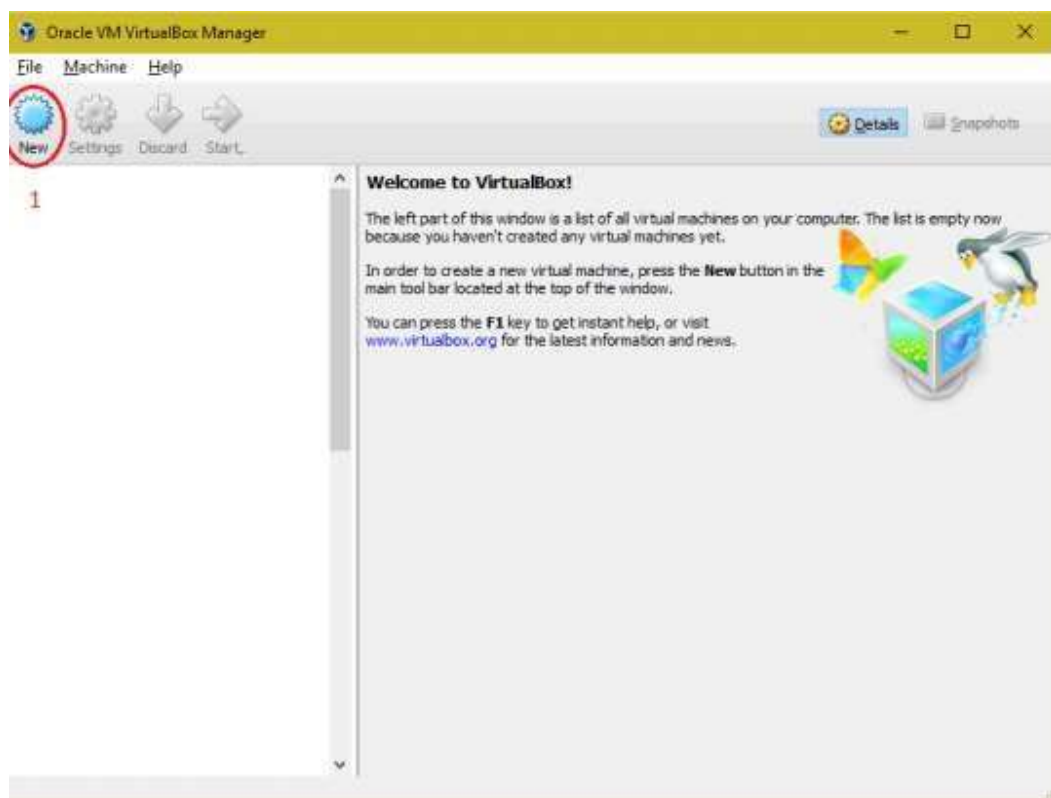 Oracle VM VirtualBox Manager
File Machine Help
New Settings Discard Start
Details Snapshots
1
Welcome to VirtualBox!
The left part of this window is a list of all virtual machines on your computer. The list is empty now
because you haven't created any virtual machines yet.
In order to create a new virtual machine, press the New button in the
main tool bar located at the top of the window.
You can press the F1 key to get instant help, or visit
www.virtualbox.org for the latest information and news.